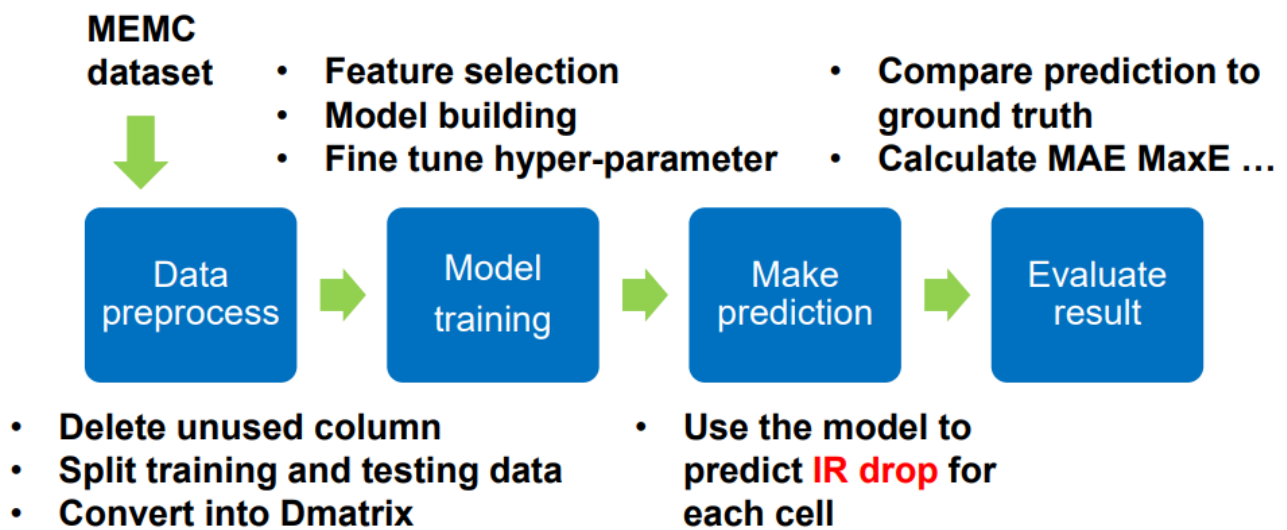 MEMC
dataset
• Feature selection
• Model building
• Fine tune hyper-parameter
• Compare prediction to
ground truth
• Calculate MAE MaxE ...
Data
preprocess
Model
training
Make
prediction
Evaluate
result
• Delete unused column
• Split training and testing data
• Convert into Dmatrix
• Use the model to
predict IR drop for
each cell